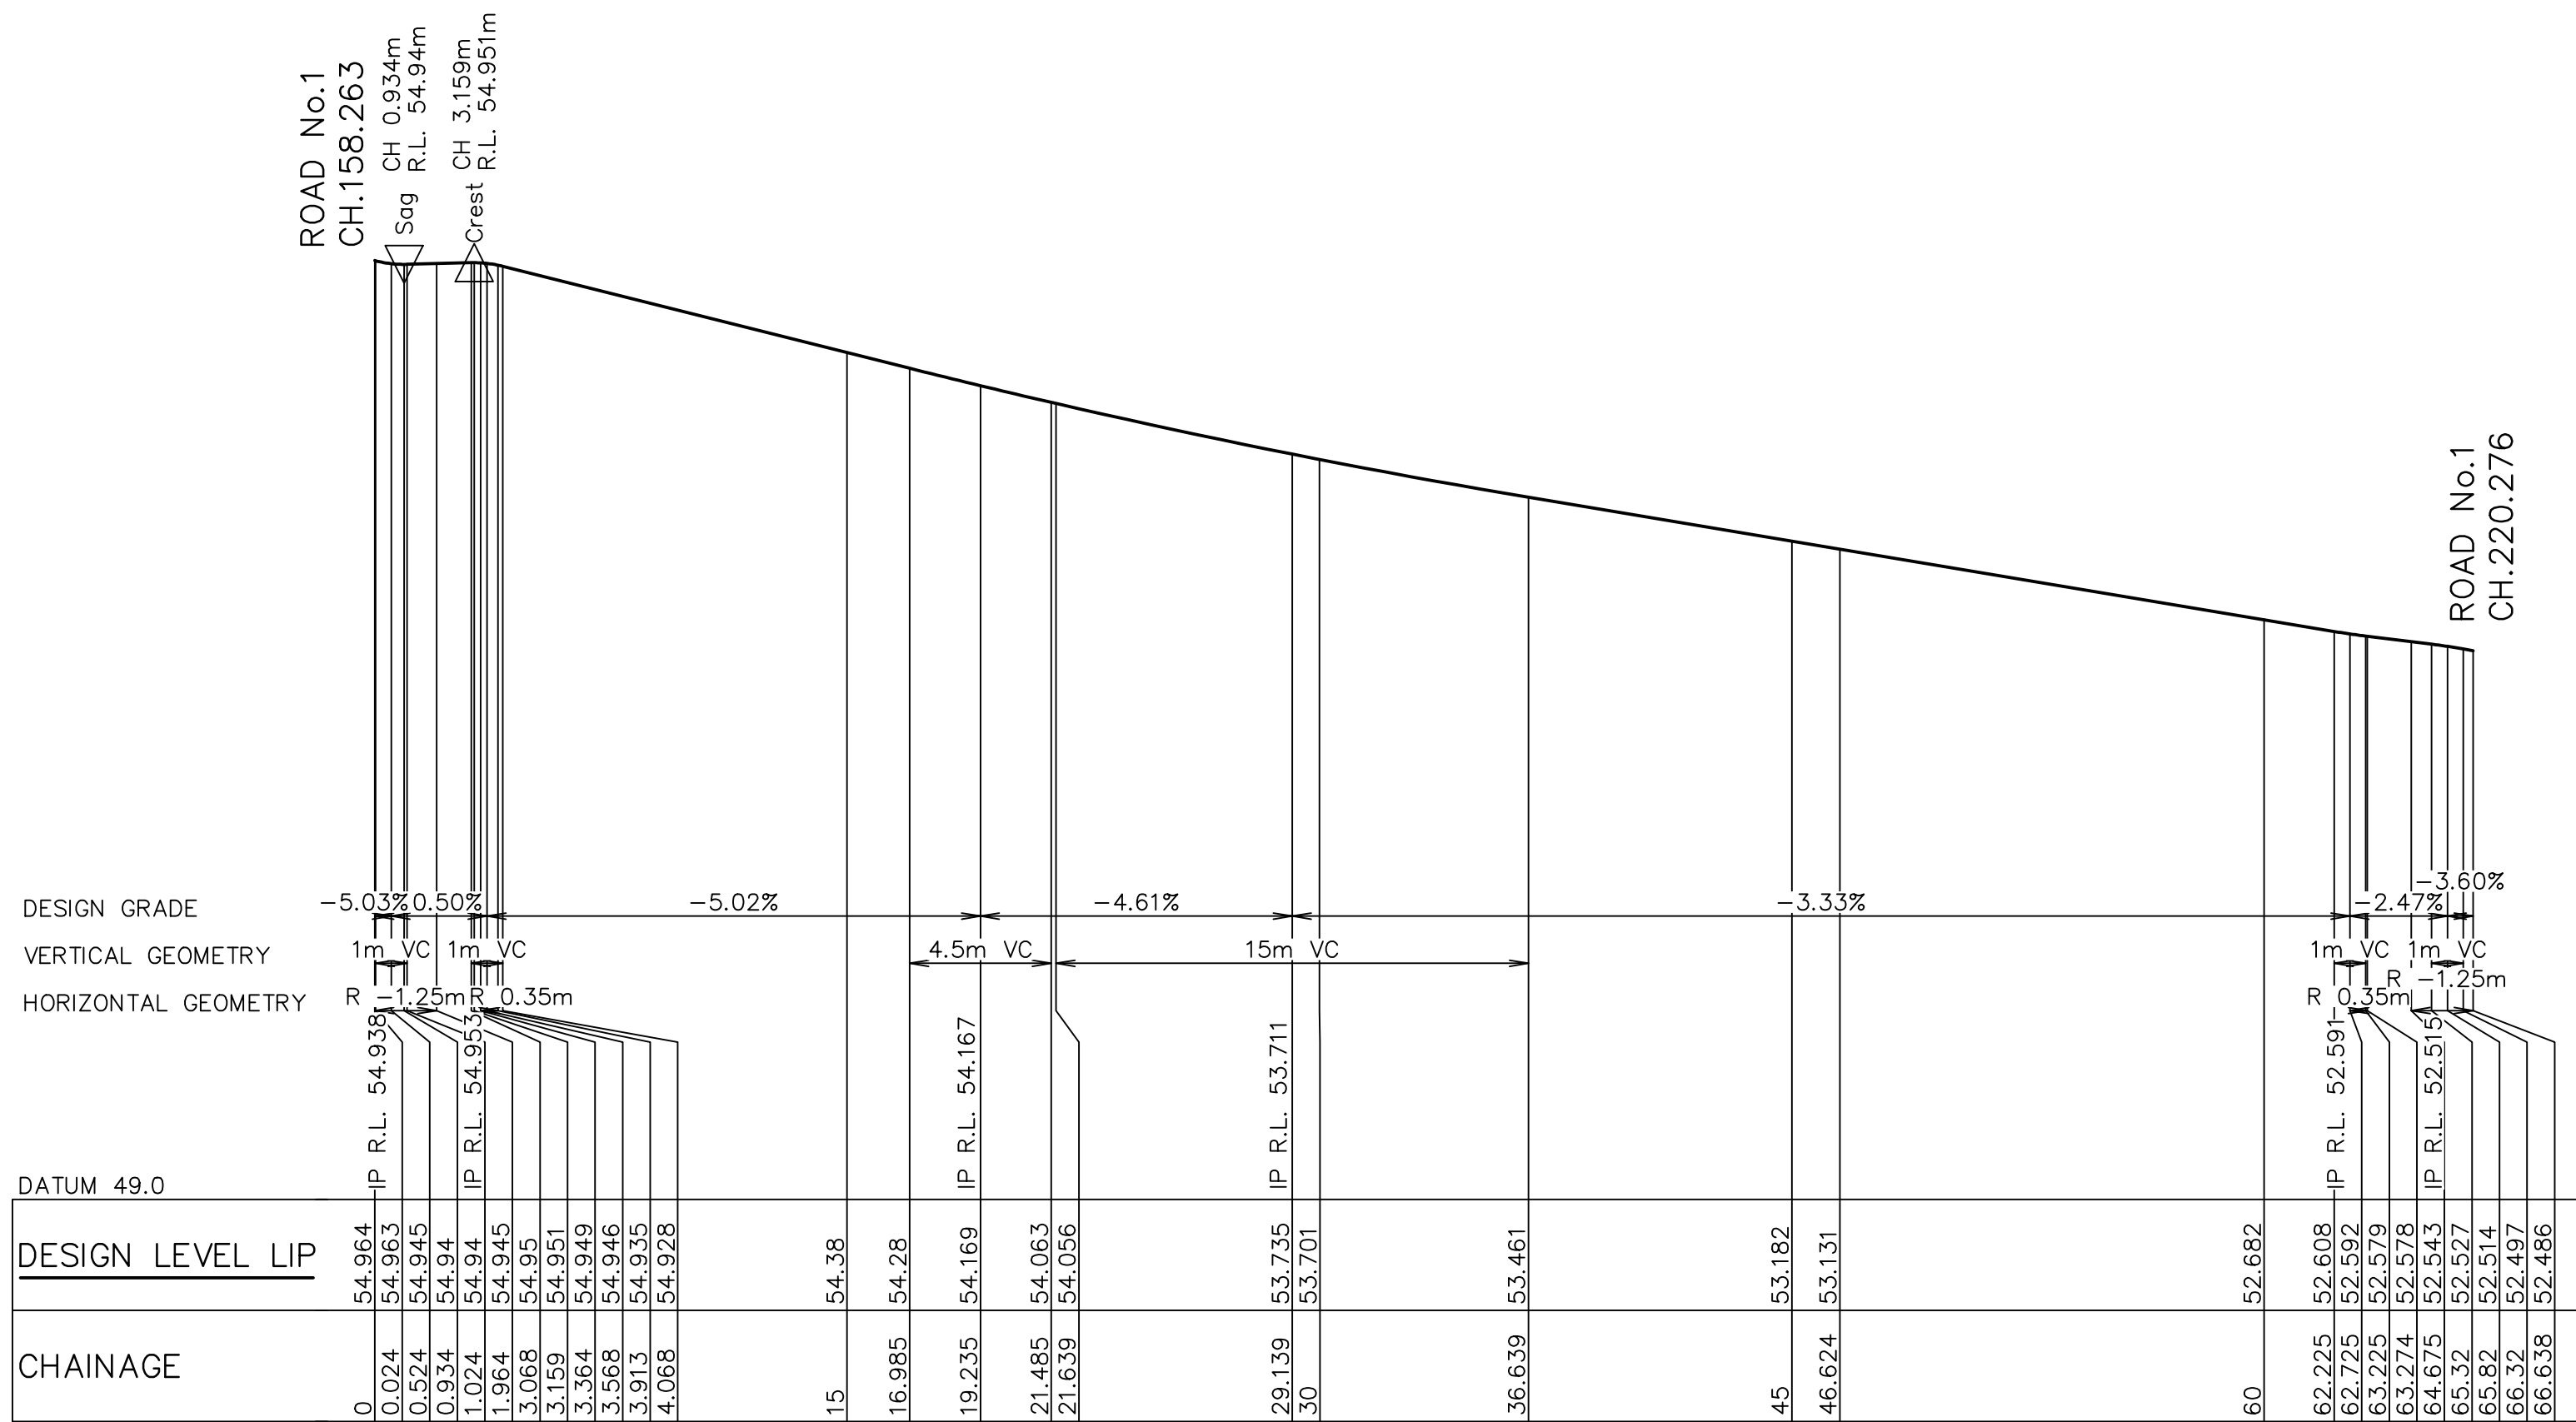 ROAD No.1
CH.158.263
Sag CH 0.934m
R.L. 54.94m
Crest CH 3.159m
R.L. 54.951m
ROAD No.1
CH.220.276
DESIGN GRADE
-5.03% 0.50% -5.02% -4.61% -3.33% -2.47% -3.60%
VERTICAL GEOMETRY
1m VC 1m VC 4.5m VC 15m VC 1m VC 1m VC
HORIZONTAL GEOMETRY
R -1.25m R 0.35m R 0.35m R -1.25m
IP R.L. 54.938
IP R.L. 54.953
IP R.L. 54.167
IP R.L. 53.711
IP R.L. 52.591
IP R.L. 52.515
DATUM 49.0
DESIGN LEVEL LIP
54.964 54.963 54.945 54.94 54.94 54.945 54.95 54.951 54.949 54.946 54.935 54.928 54.38 54.28 54.169 54.063 54.056 53.735 53.701 53.461 53.182 53.131 52.682 52.608 52.592 52.579 52.578 52.543 52.527 52.514 52.497 52.486
CHAINAGE
0 0.024 0.524 0.934 1.024 1.964 3.068 3.159 3.364 3.568 3.913 4.068 15 16.985 19.235 21.485 21.639 29.139 30 36.639 45 46.624 60 62.225 62.725 63.225 63.274 64.675 65.32 65.82 66.32 66.638